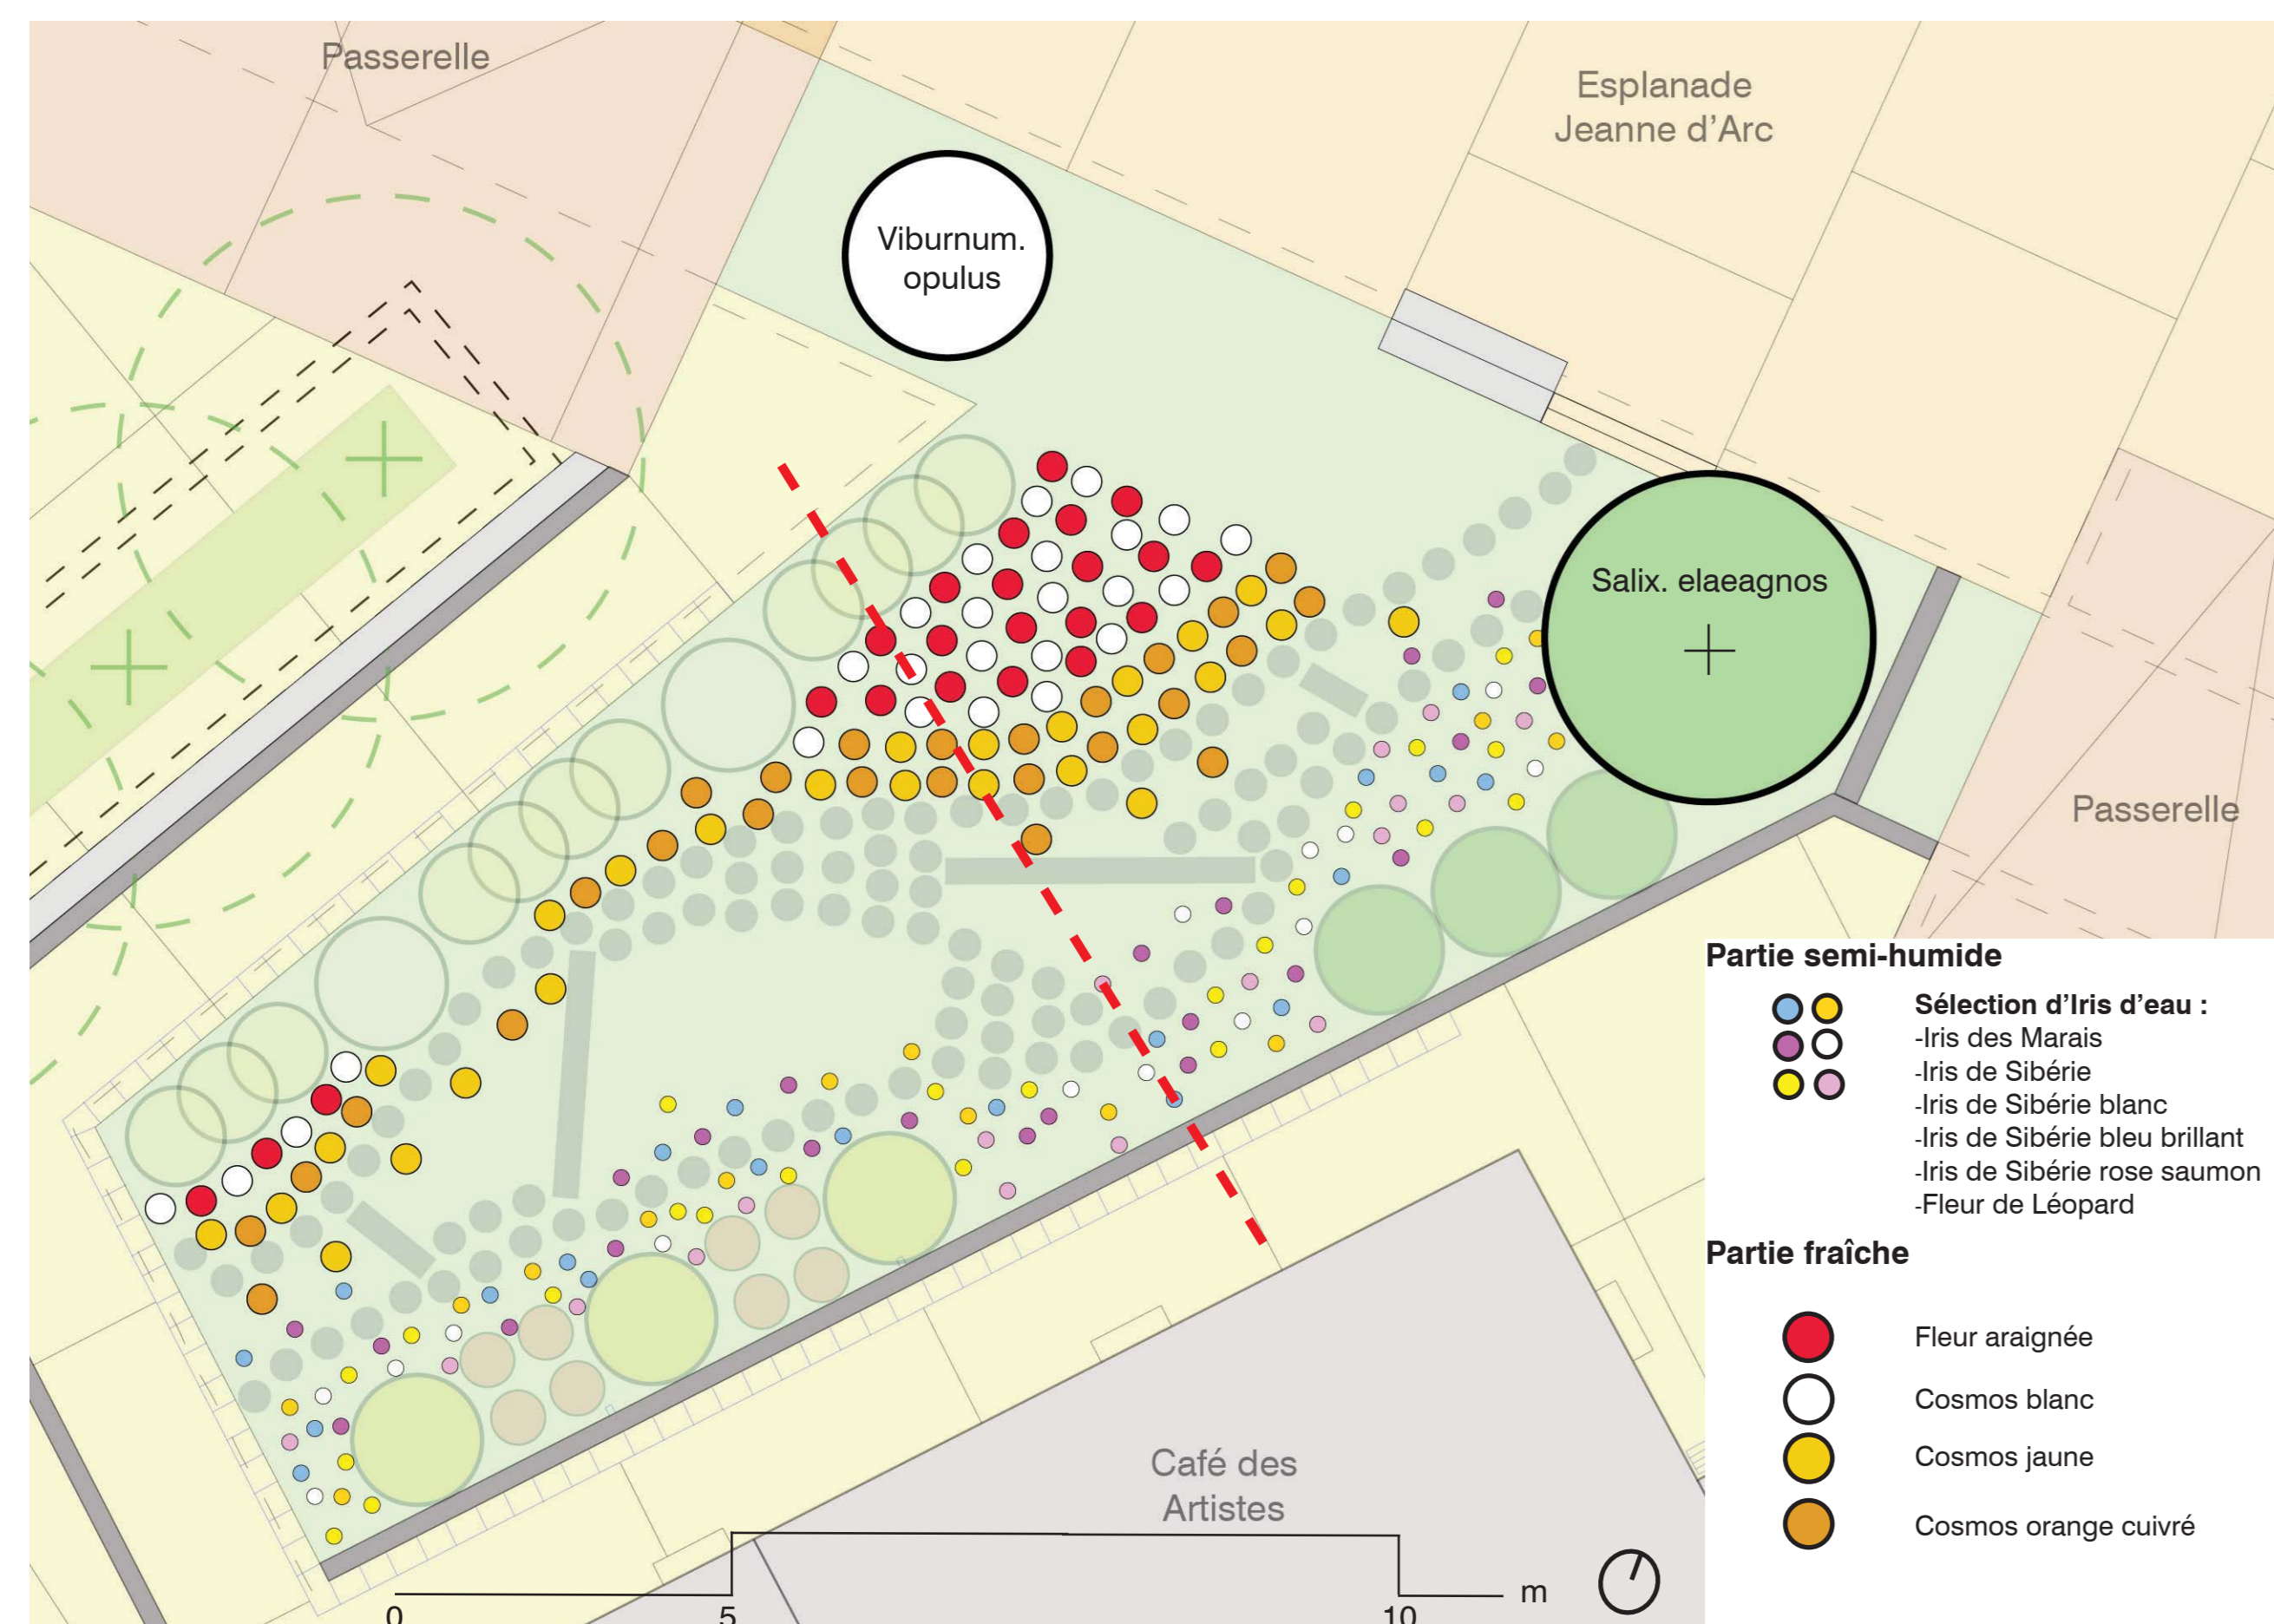 Passerelle
Esplanade
Jeanne d’Arc
Viburnum.
opulus
Salix. elaeagnos
Passerelle
Partie semi-humide
Sélection d’Iris d’eau :
-Iris des Marais
-Iris de Sibérie
-Iris de Sibérie blanc
-Iris de Sibérie bleu brillant
-Iris de Sibérie rose saumon
-Fleur de Léopard
Partie fraîche
Fleur araignée
Cosmos blanc
Cosmos jaune
Cosmos orange cuivré
Café des
Artistes
0 5 10 m